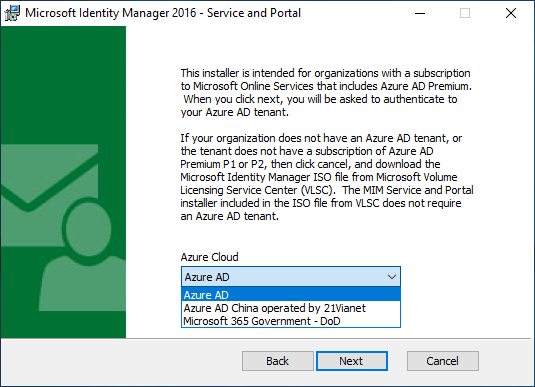 Microsoft Identity Manager 2016 - Service and Portal
This installer is intended for organizations with a subscription
to Microsoft Online Services that includes Azure AD Premium.
When you click next, you will be asked to authenticate to
your Azure AD tenant.
If your organization does not have an Azure AD tenant, or
the tenant does not have a subscription of Azure AD
Premium P1 or P2, then click cancel, and download the
Microsoft Identity Manager ISO file from Microsoft Volume
Licensing Service Center (VLSC).  The MIM Service and Portal
installer included in the ISO file from VLSC does not require
an Azure AD tenant.
Azure Cloud
Azure AD
Azure AD
Azure AD China operated by 21Vianet
Microsoft 365 Government - DoD
Back
Next
Cancel